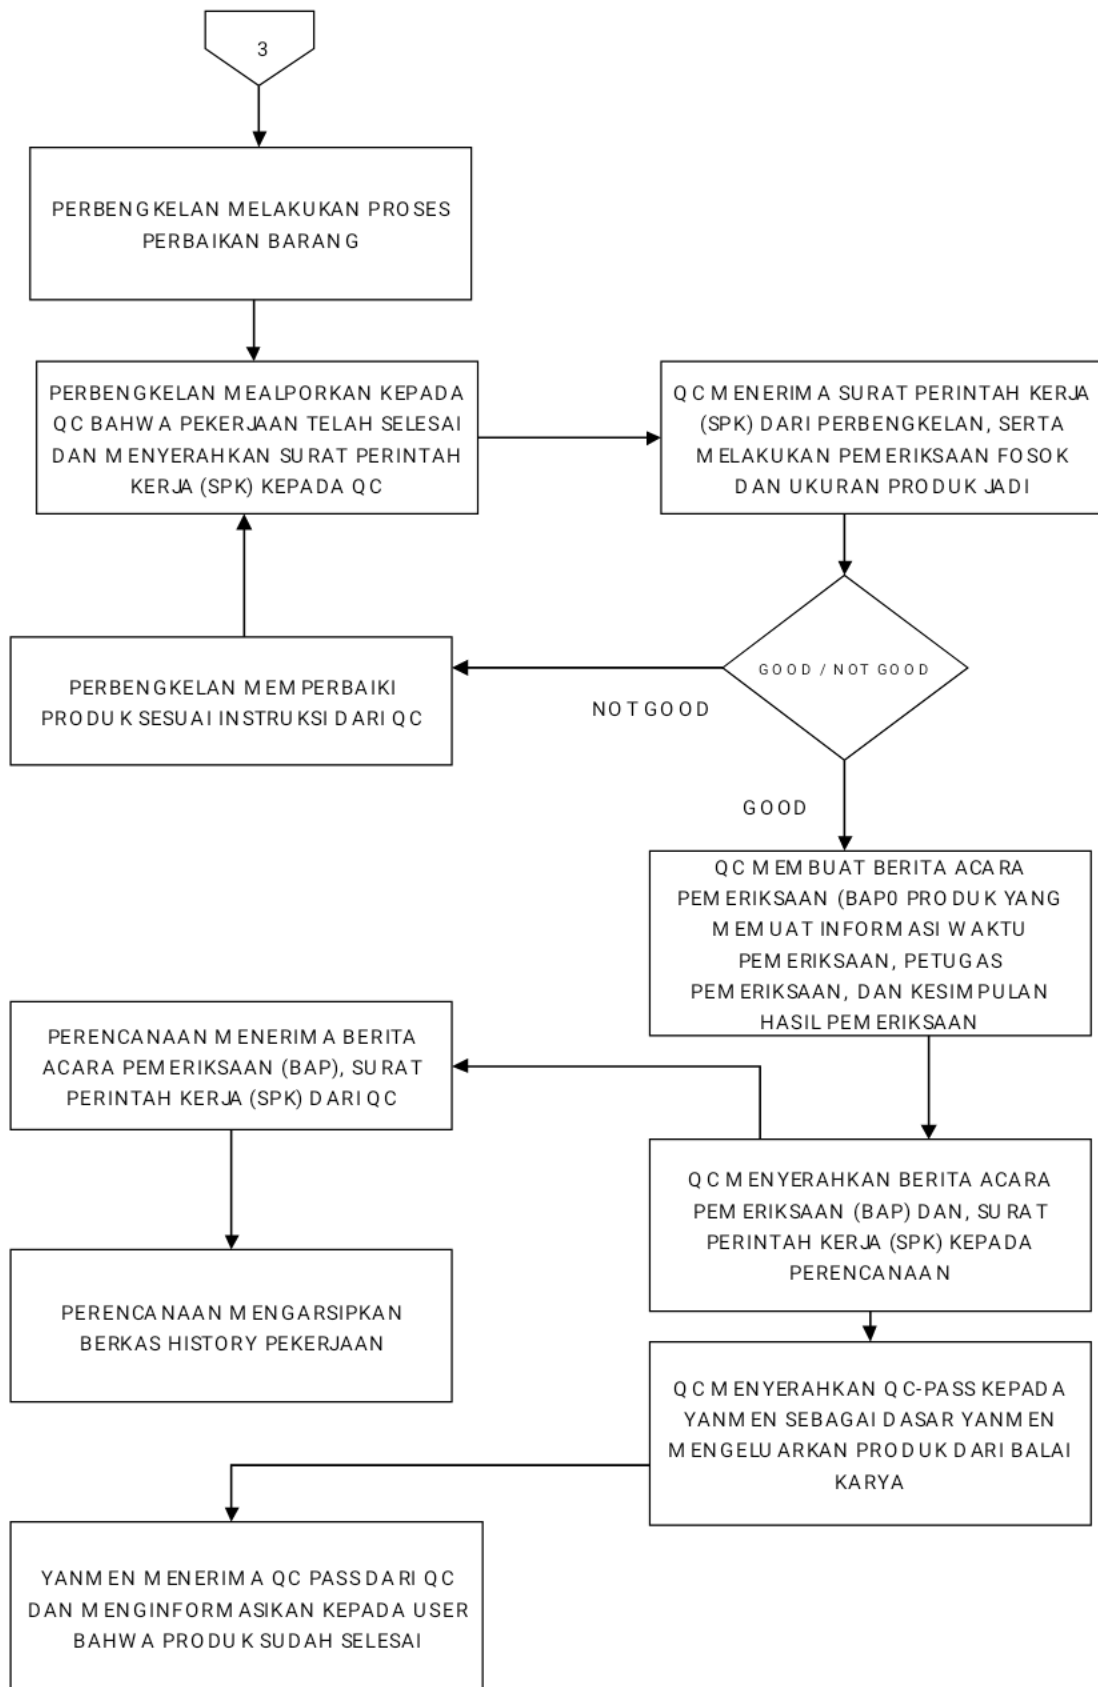 3
PERBENGKELAN MELAKUKAN PROSES
PERBAIKAN BARANG
PERBENGKELAN MEALPORKAN KEPADA
QC BAHWA PEKERJAAN TELAH SELESAI
DAN MENYERAHKAN SURAT PERINTAH
KERJA (SPK) KEPADA QC
QC MENERIMA SURAT PERINTAH KERJA
(SPK) DARI PERBENGKELAN, SERTA
MELAKUKAN PEMERIKSAAN FOSOK
DAN UKURAN PRODUK JADI
GOOD / NOT GOOD
NOT GOOD
PERBENGKELAN MEMPERBAIKI
PRODUK SESUAI INSTRUKSI DARI QC
GOOD
QC MEMBUAT BERITA ACARA
PEMERIKSAAN (BAP0 PRODUK YANG
MEMUAT INFORMASI WAKTU
PEMERIKSAAN, PETUGAS
PEMERIKSAAN, DAN KESIMPULAN
HASIL PEMERIKSAAN
PERENCANAAN MENERIMA BERITA
ACARA PEMERIKSAAN (BAP), SURAT
PERINTAH KERJA (SPK) DARI QC
QC MENYERAHKAN BERITA ACARA
PEMERIKSAAN (BAP) DAN, SURAT
PERINTAH KERJA (SPK) KEPADA
PERENCANAAN
PERENCANAAN MENGARSIPKAN
BERKAS HISTORY PEKERJAAN
QC MENYERAHKAN QC-PASS KEPADA
YANMEN SEBAGAI DASAR YANMEN
MENGELUARKAN PRODUK DARI BALAI
KARYA
YANMEN MENERIMA QC PASS DARI QC
DAN MENGINFORMASIKAN KEPADA USER
BAHWA PRODUK SUDAH SELESAI